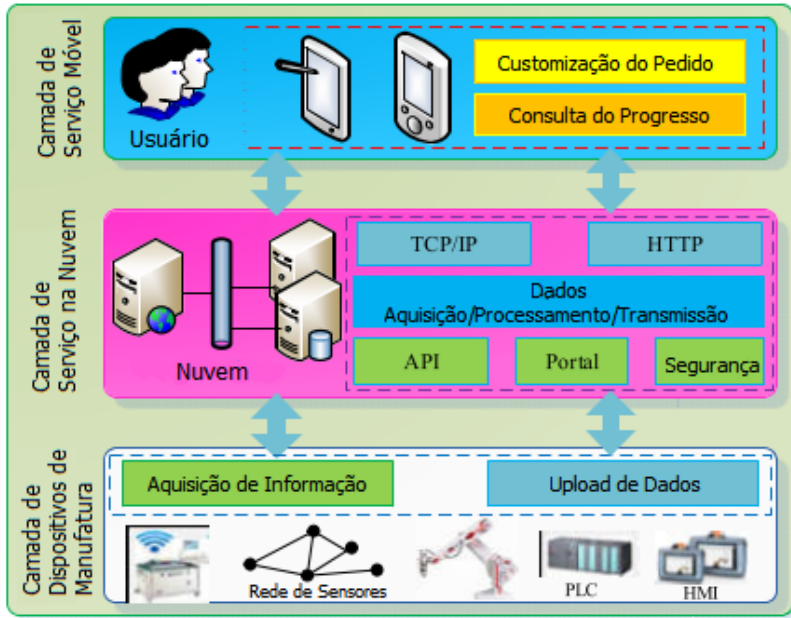 Camada de
Serviço Móvel
Usuário
Customização do Pedido
Consulta do Progresso
Camada de
Serviço na Nuvem
Nuvem
TCP/IP
HTTP
Dados
Aquisição/Processamento/Transmissão
API
Portal
Segurança
Camada de
Dispositivos de
Manufatura
Aquisição de Informação
Upload de Dados
Rede de Sensores
PLC
HMI